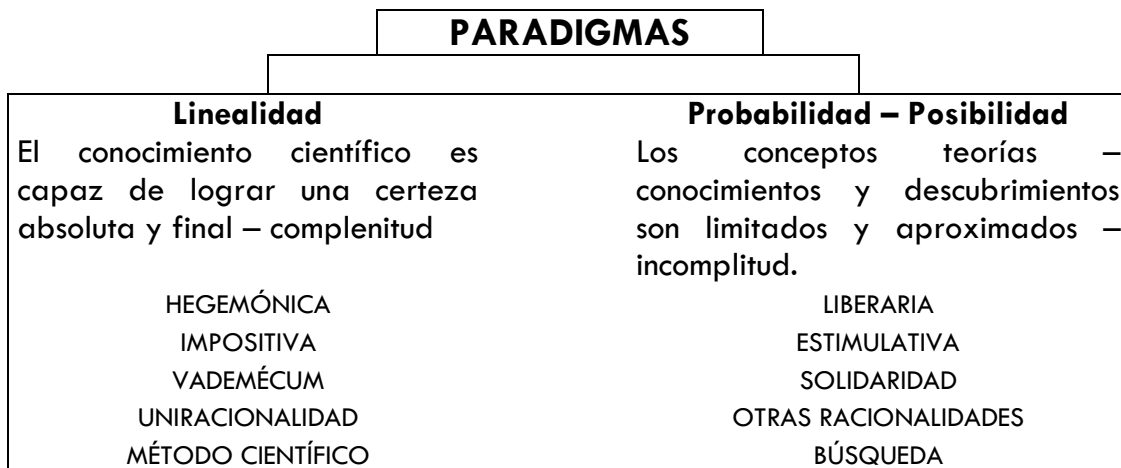 PARADIGMAS
Linealidad
El conocimiento científico es
capaz de lograr una certeza
absoluta y final – complenitud
HEGEMÓNICA
IMPOSITIVA
VADEMÉCUM
UNIRACIONALIDAD
MÉTODO CIENTÍFICO
Probabilidad – Posibilidad
Los conceptos teorías –
conocimientos y descubrimientos
son limitados y aproximados –
incomplitud.
LIBERARIA
ESTIMULATIVA
SOLIDARIDAD
OTRAS RACIONALIDADES
BÚSQUEDA